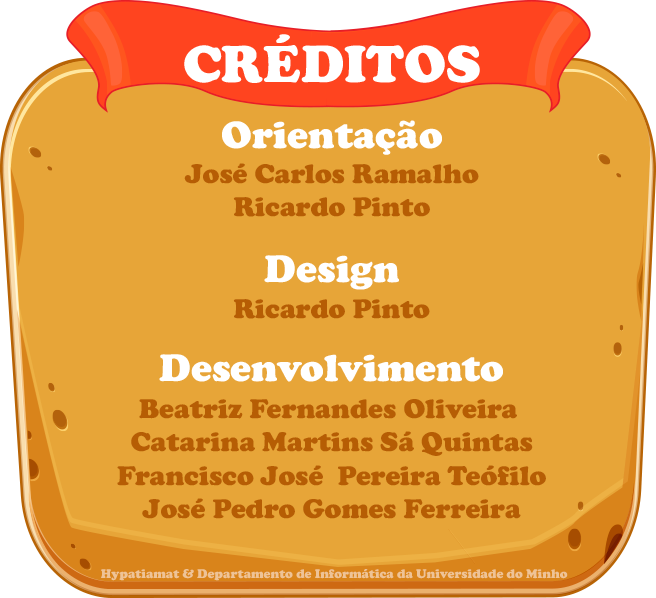 CRÉDITOS
Orientação
José Carlos Ramalho
Ricardo Pinto
Design
Ricardo Pinto
Desenvolvimento
Beatriz Fernandes Oliveira
Catarina Martins Sá Quintas
Francisco José  Pereira Teófilo
José Pedro Gomes Ferreira
Hypatiamat & Departamento de Informática da Universidade do Minho